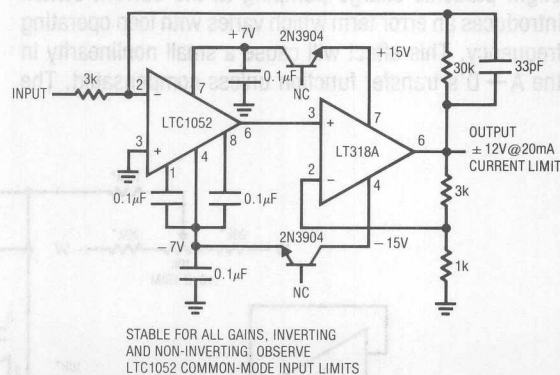 introduces an error term which varies with loop operating
frequency. This effect will cause a small nonlinearity in
the A → D's transfer function unless compensated. The
+7V
2N3904
+15V
0.1μF
NC
30k
33pF
INPUT
3k
2
−
7
LTC1052
6
3
+
1
4
8
3
+
7
LT318A
6
2
−
4
OUTPUT
± 12V@20mA
CURRENT LIMIT
0.1μF
0.1μF
3k
−7V
2N3904
−15V
0.1μF
NC
1k
STABLE FOR ALL GAINS, INVERTING
AND NON-INVERTING. OBSERVE
LTC1052 COMMON-MODE INPUT LIMITS